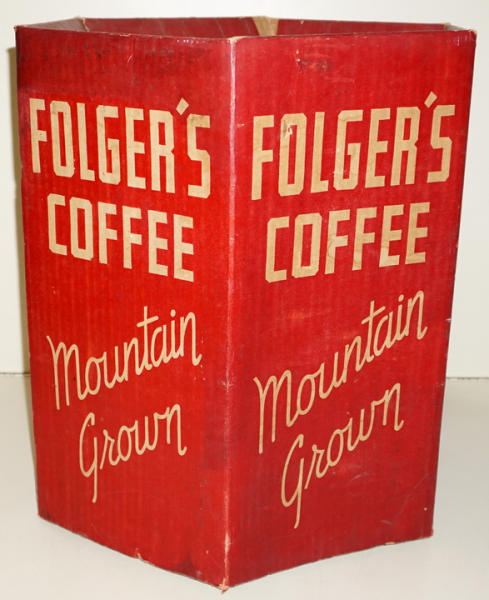 FOLGER'S
COFFEE
Mountain
Grown
FOLGER'S
COFFEE
Mountain
Grown